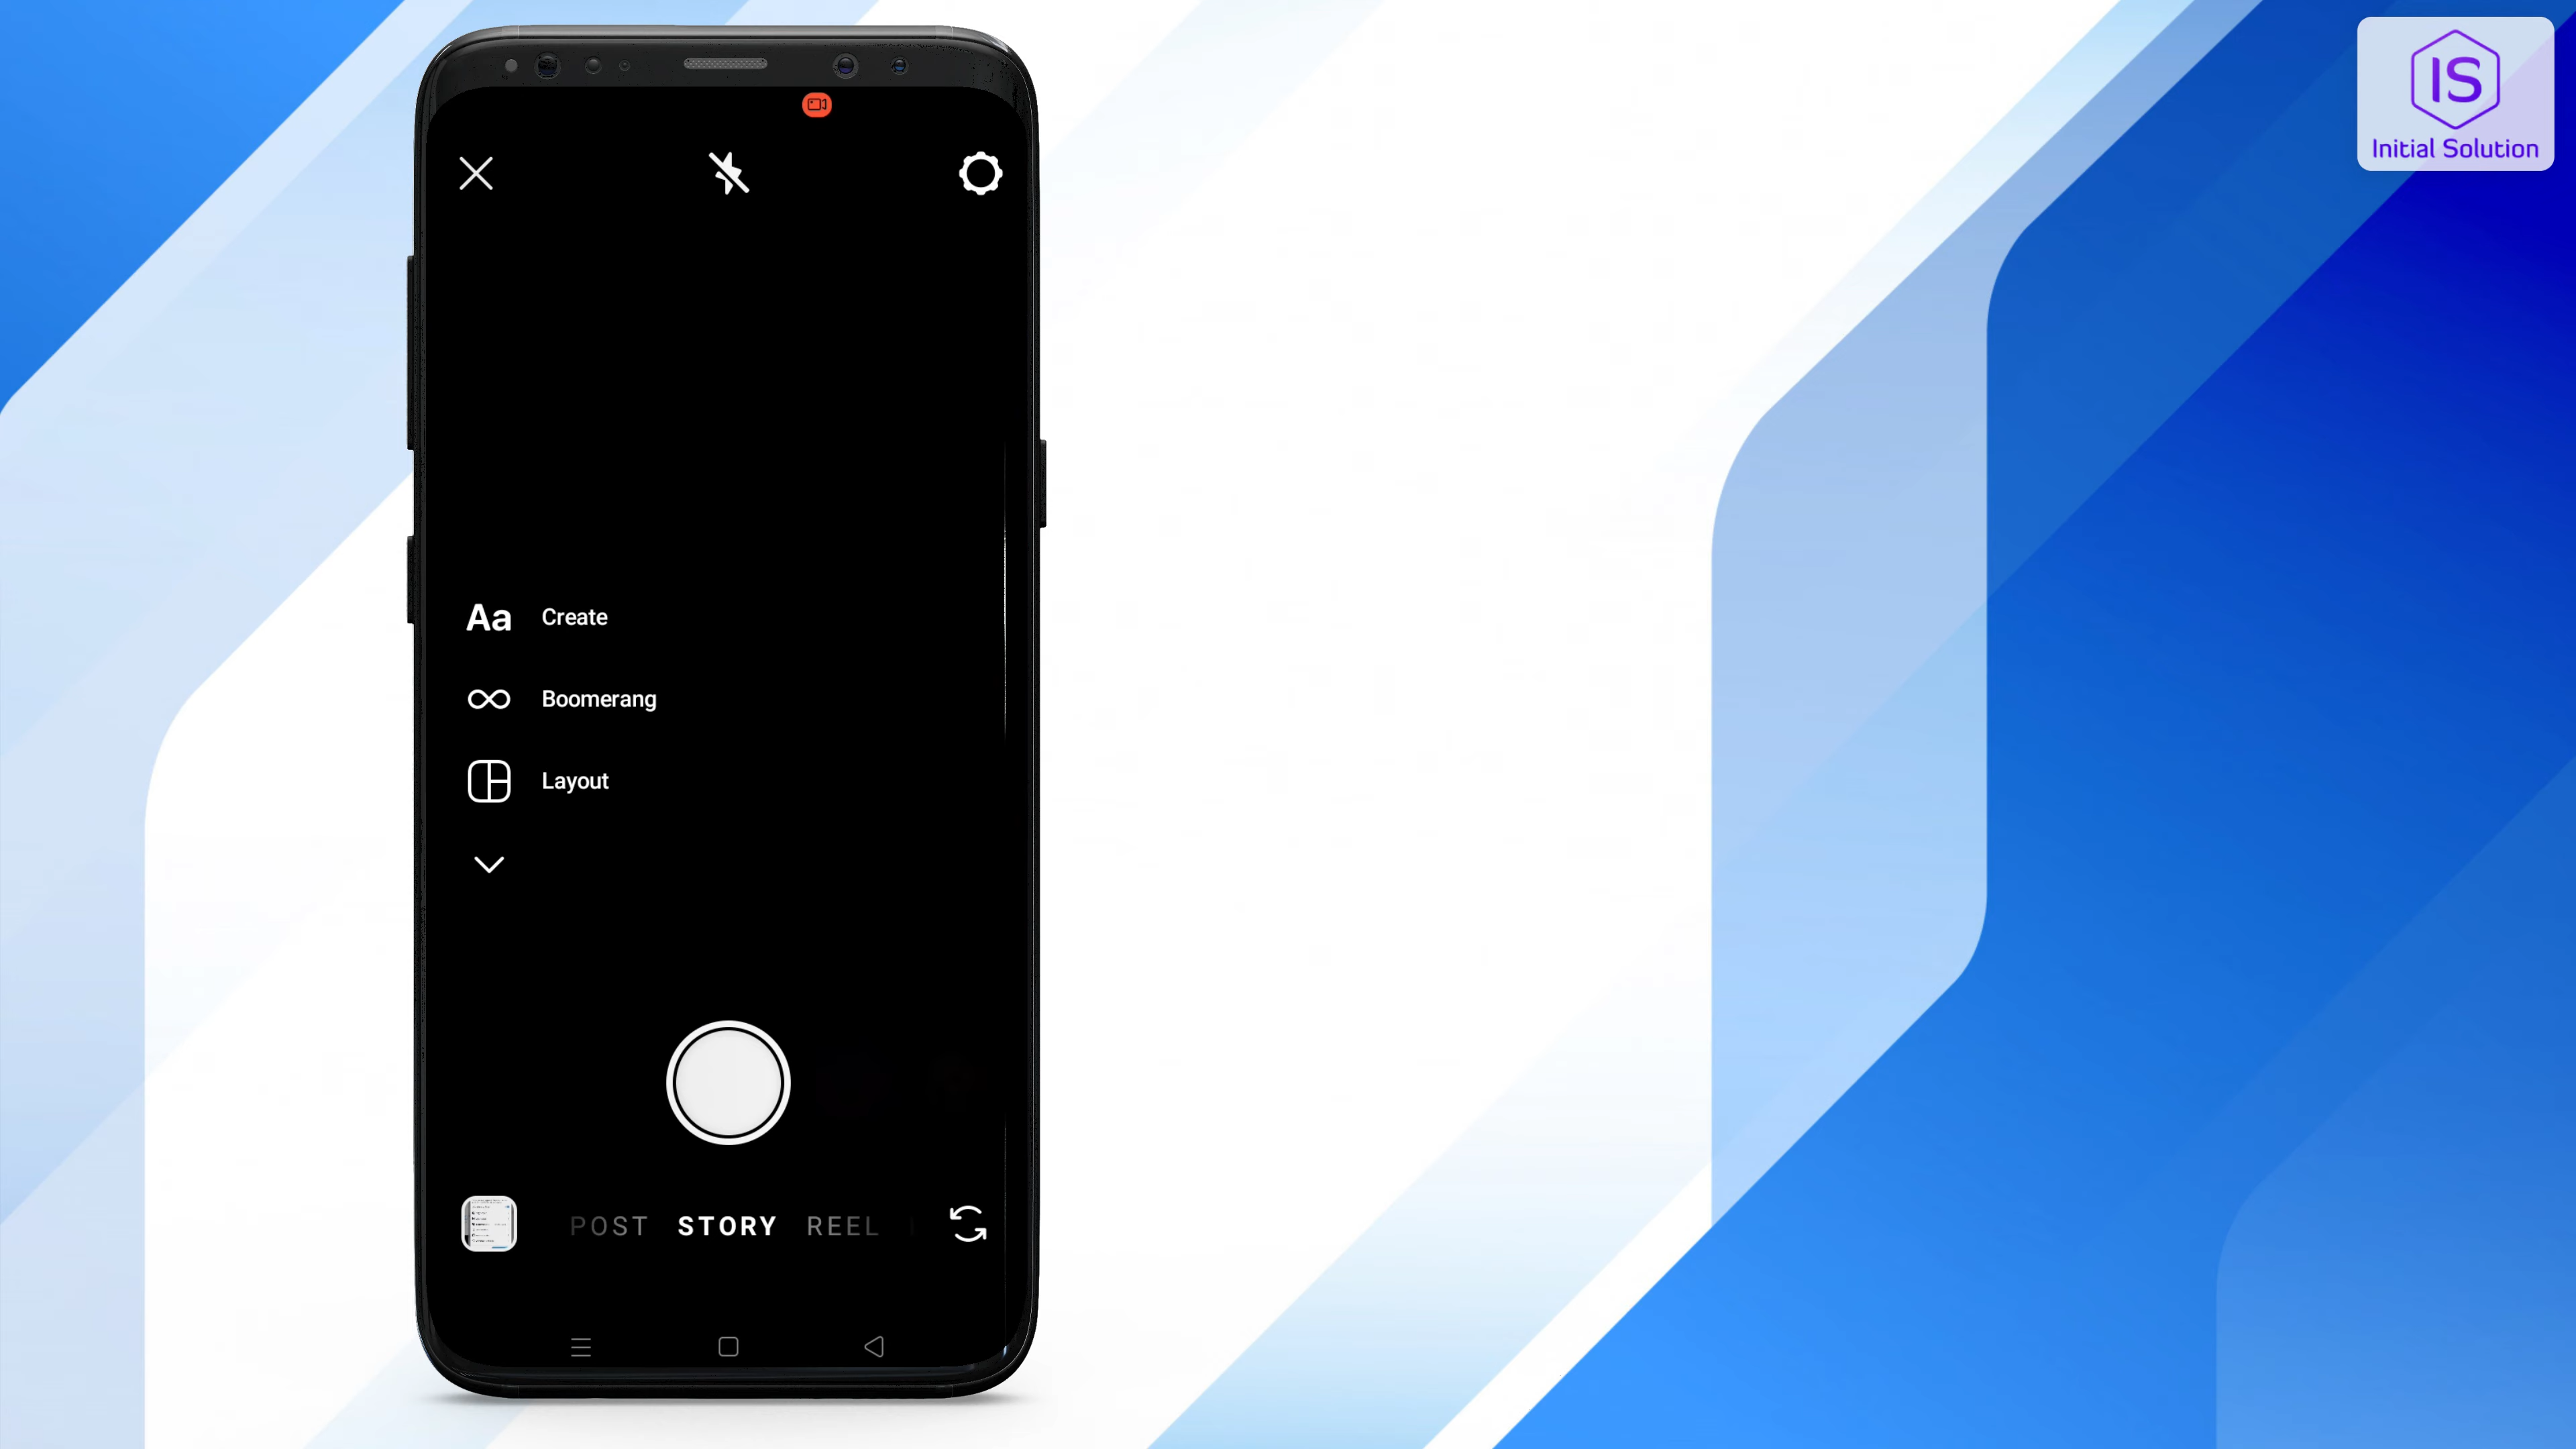 IS
Initial Solution
Aa Create
Boomerang
Layout
POST STORY REEL